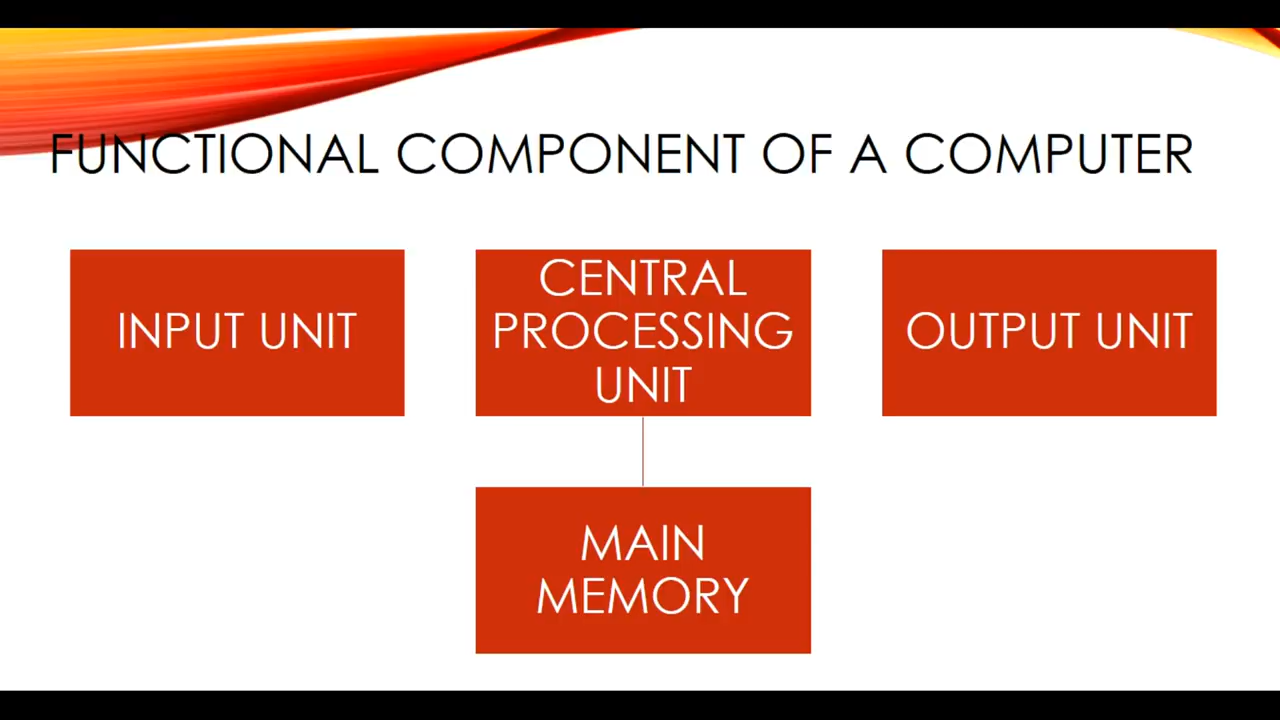 FUNCTIONAL COMPONENT OF A COMPUTER
INPUT UNIT
CENTRAL
PROCESSING
UNIT
OUTPUT UNIT
MAIN
MEMORY